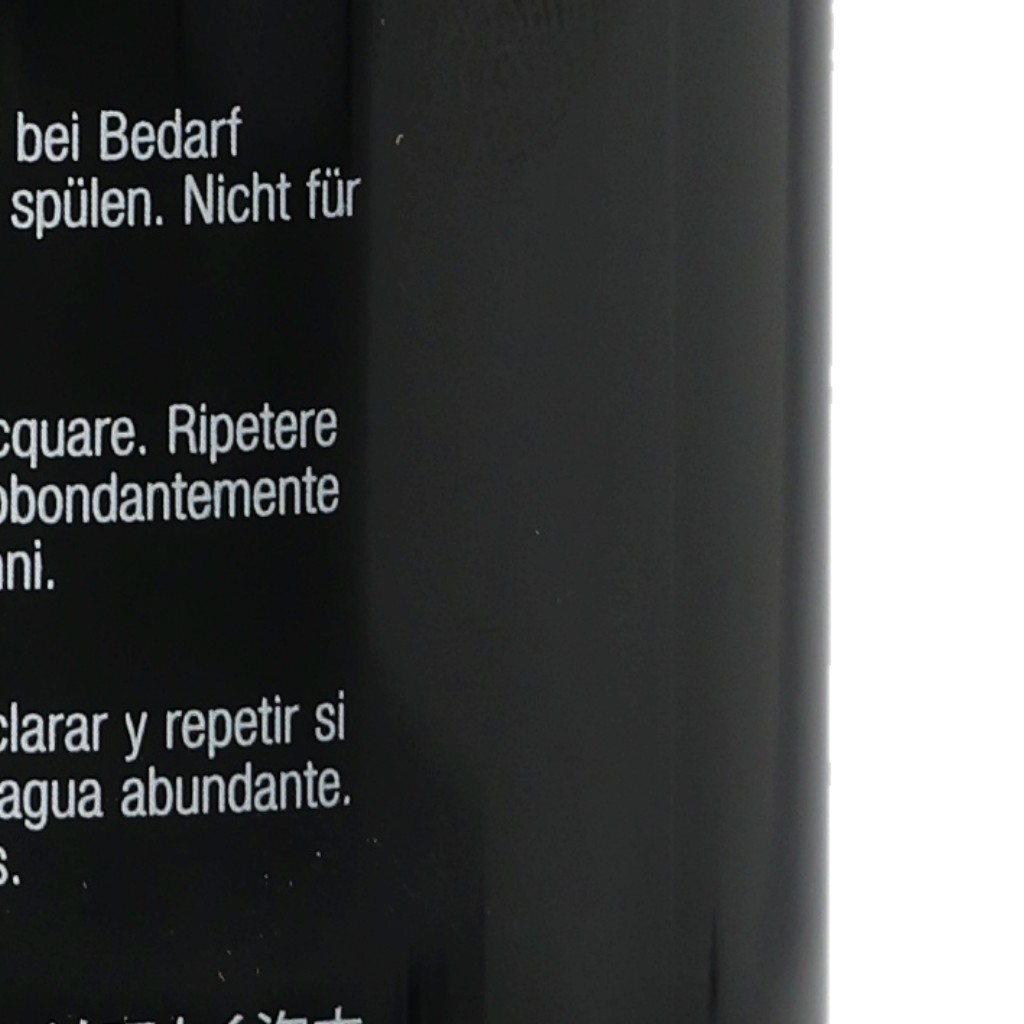 bei Bedarf
spülen. Nicht für
cquare. Ripetere
bbondantemente
nni.
clarar y repetir si
agua abundante.
s.